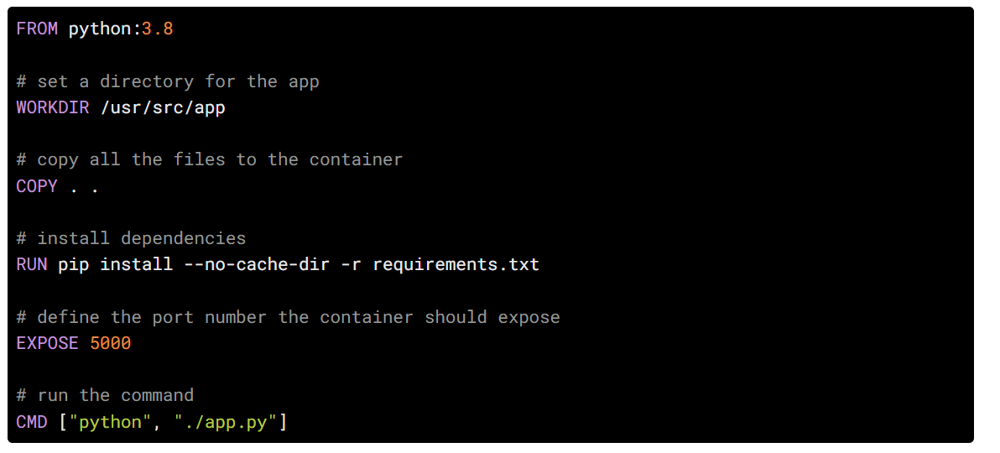 FROM python:3.8
# set a directory for the app
WORKDIR /usr/src/app
# copy all the files to the container
COPY . .
# install dependencies
RUN pip install --no-cache-dir -r requirements.txt
# define the port number the container should expose
EXPOSE 5000
# run the command
CMD ["python", "./app.py"]